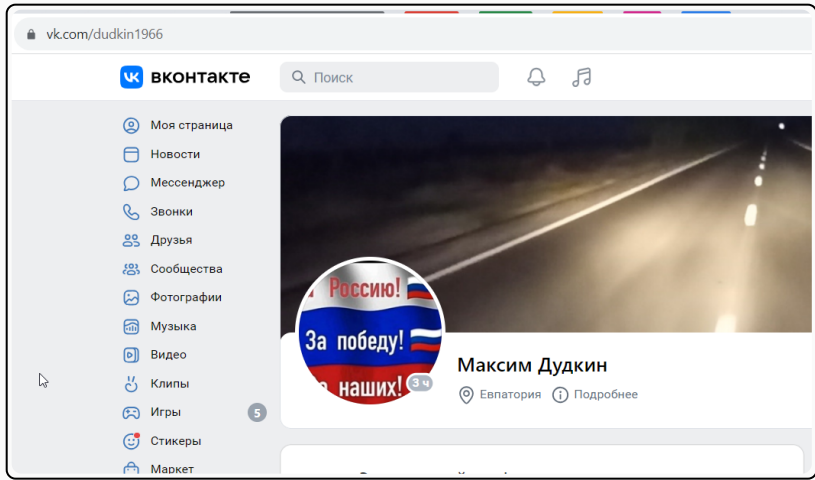 vk.com/dudkin1966
вконтакте
Поиск
Моя страница
Новости
Мессенджер
Звонки
Друзья
Сообщества
Фотографии
Музыка
Видео
Клипы
Игры
5
Стикеры
Маркет
Россию!
За победу!
наших!
3 ч
Максим Дудкин
Евпатория
Подробнее